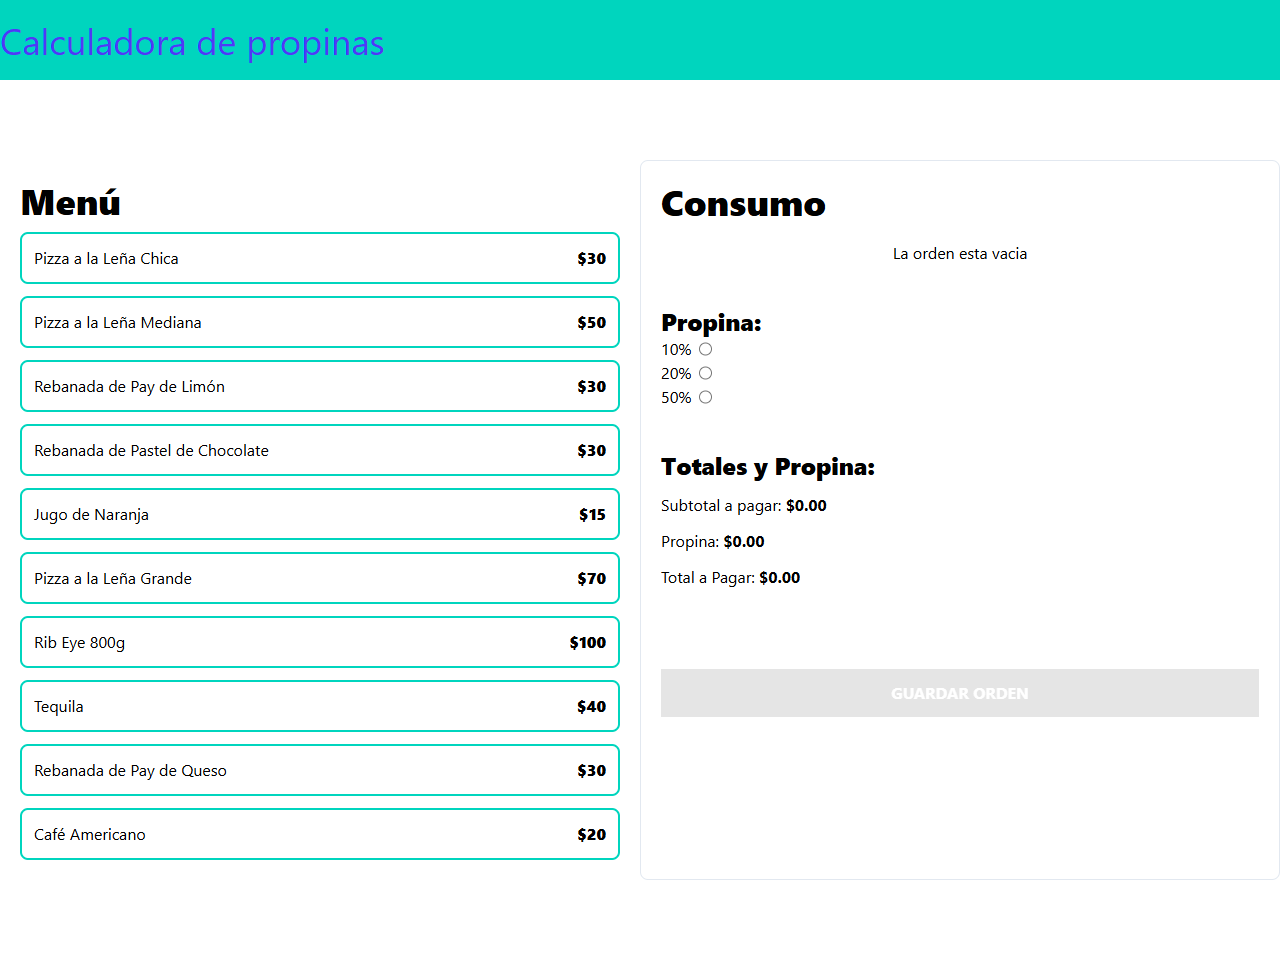 Calculadora de propinas
Menú
Pizza a la Leña Chica $30
Pizza a la Leña Mediana $50
Rebanada de Pay de Limón $30
Rebanada de Pastel de Chocolate $30
Jugo de Naranja $15
Pizza a la Leña Grande $70
Rib Eye 800g $100
Tequila $40
Rebanada de Pay de Queso $30
Café Americano $20
Consumo
La orden esta vacia
Propina:
10%
20%
50%
Totales y Propina:
Subtotal a pagar: $0.00
Propina: $0.00
Total a Pagar: $0.00
GUARDAR ORDEN